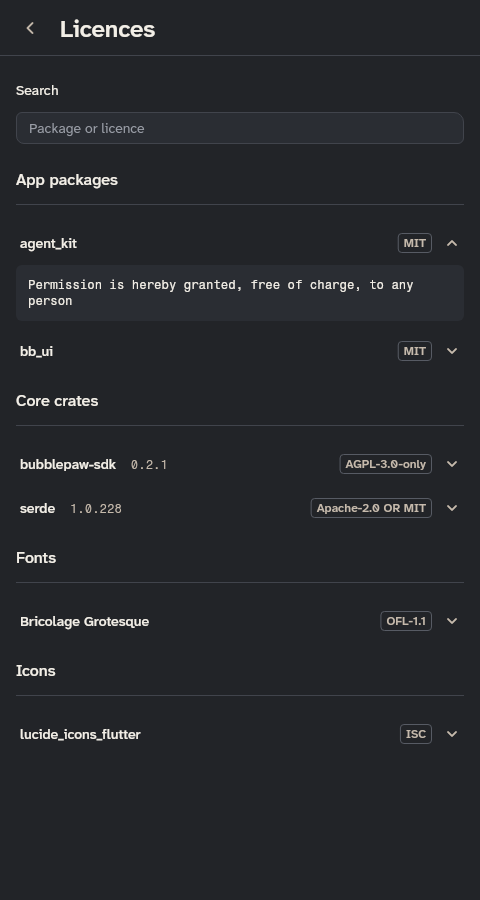 Licences
Search
Package or licence
App packages
agent_kit MIT
Permission is hereby granted, free of charge, to any
person
bb_ui MIT
Core crates
bubblepaw-sdk 0.2.1 AGPL-3.0-only
serde 1.0.228 Apache-2.0 OR MIT
Fonts
Bricolage Grotesque OFL-1.1
Icons
lucide_icons_flutter ISC